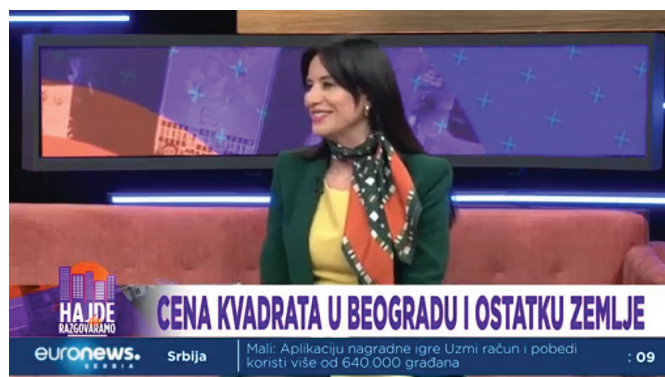 HAJDE
RAZGOVARAMO
CENA KVADRATA U BEOGRADU I OSTATKU ZEMLJE
euronews.
SERBIA
Srbija
Mali: Aplikaciju nagradne igre Uzmi račun i pobedi
koristi više od 640.000 građana
: 09